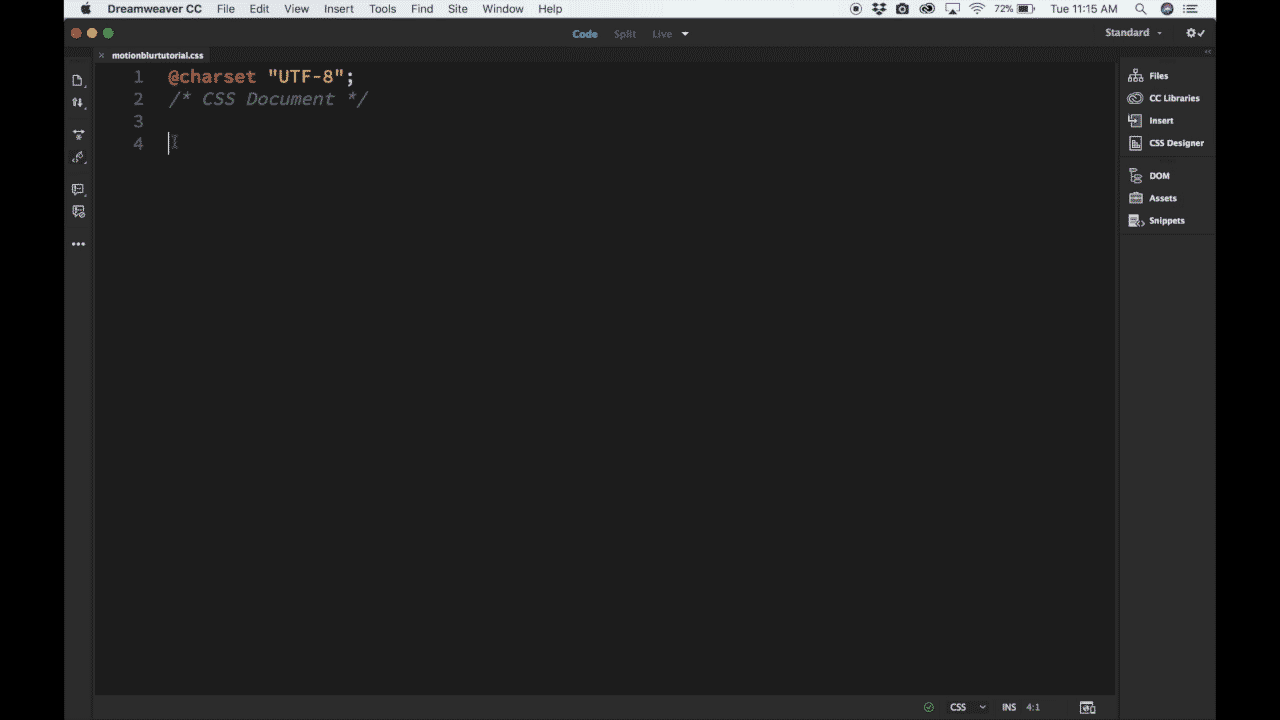 Dreamweaver CC File Edit View Insert Tools Find Site Window Help 72% Tue 11:15 AM
Code Split Live Standard
motionblurtutorial.css
1 @charset "UTF-8";
2 /* CSS Document */
3
4
Files
CC Libraries
Insert
CSS Designer
DOM
Assets
Snippets
CSS INS 4:1